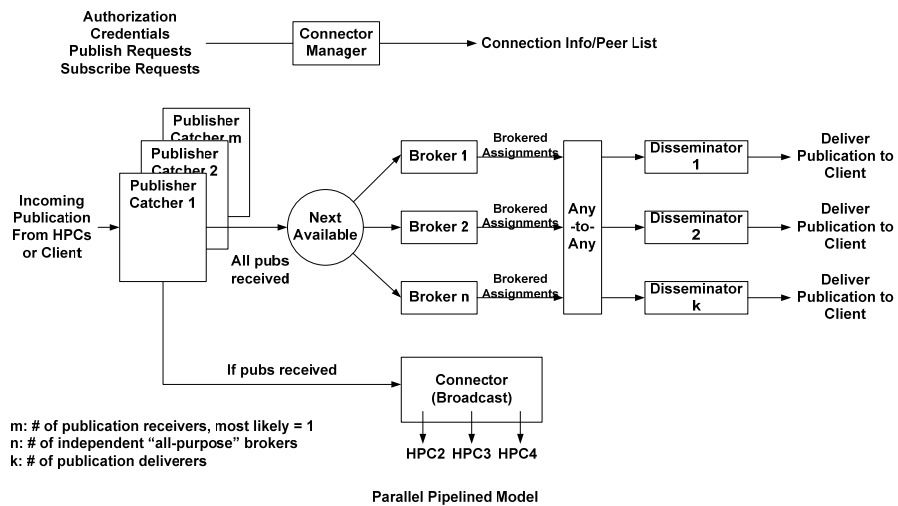 Authorization
Credentials
Publish Requests
Subscribe Requests
Connector
Manager
Connection Info/Peer List
Publisher
Catcher m
Publisher
Catcher 2
Publisher
Catcher 1
Incoming
Publication
From HPCs
or Client
All pubs
received
Next
Available
Broker 1
Broker 2
Broker n
Brokered
Assignments
Brokered
Assignments
Brokered
Assignments
Any
-to-
Any
Disseminator
1
Disseminator
2
Disseminator
k
Deliver
Publication to
Client
Deliver
Publication to
Client
Deliver
Publication to
Client
If pubs received
Connector
(Broadcast)
HPC2 HPC3 HPC4
m: # of publication receivers, most likely = 1
n: # of independent “all-purpose” brokers
k: # of publication deliverers
Parallel Pipelined Model